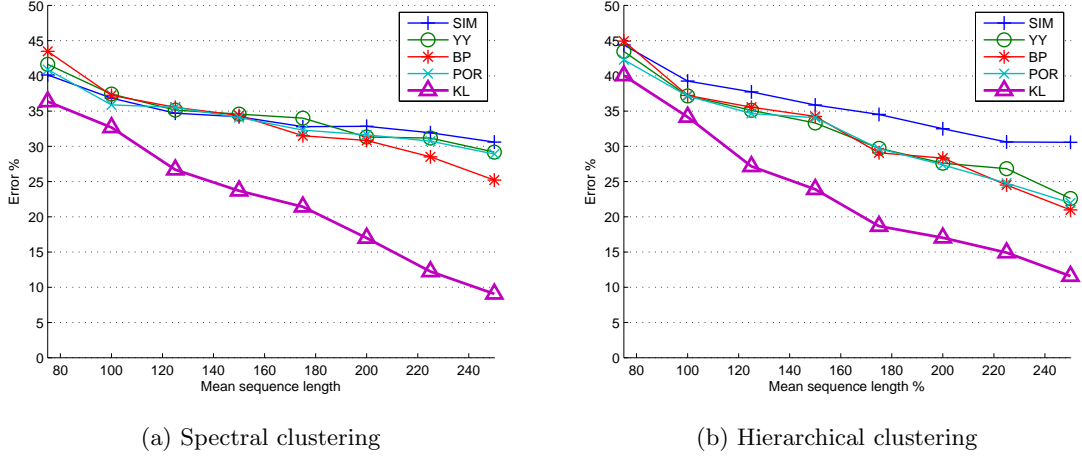 50
45
40
35
30
25
20
15
10
5
0
Error %
80 100 120 140 160 180 200 220 240
Mean sequence length
SIM
YY
BP
POR
KL
(a) Spectral clustering
50
45
40
35
30
25
20
15
10
5
0
Error %
80 100 120 140 160 180 200 220 240
Mean sequence length %
SIM
YY
BP
POR
KL
(b) Hierarchical clustering